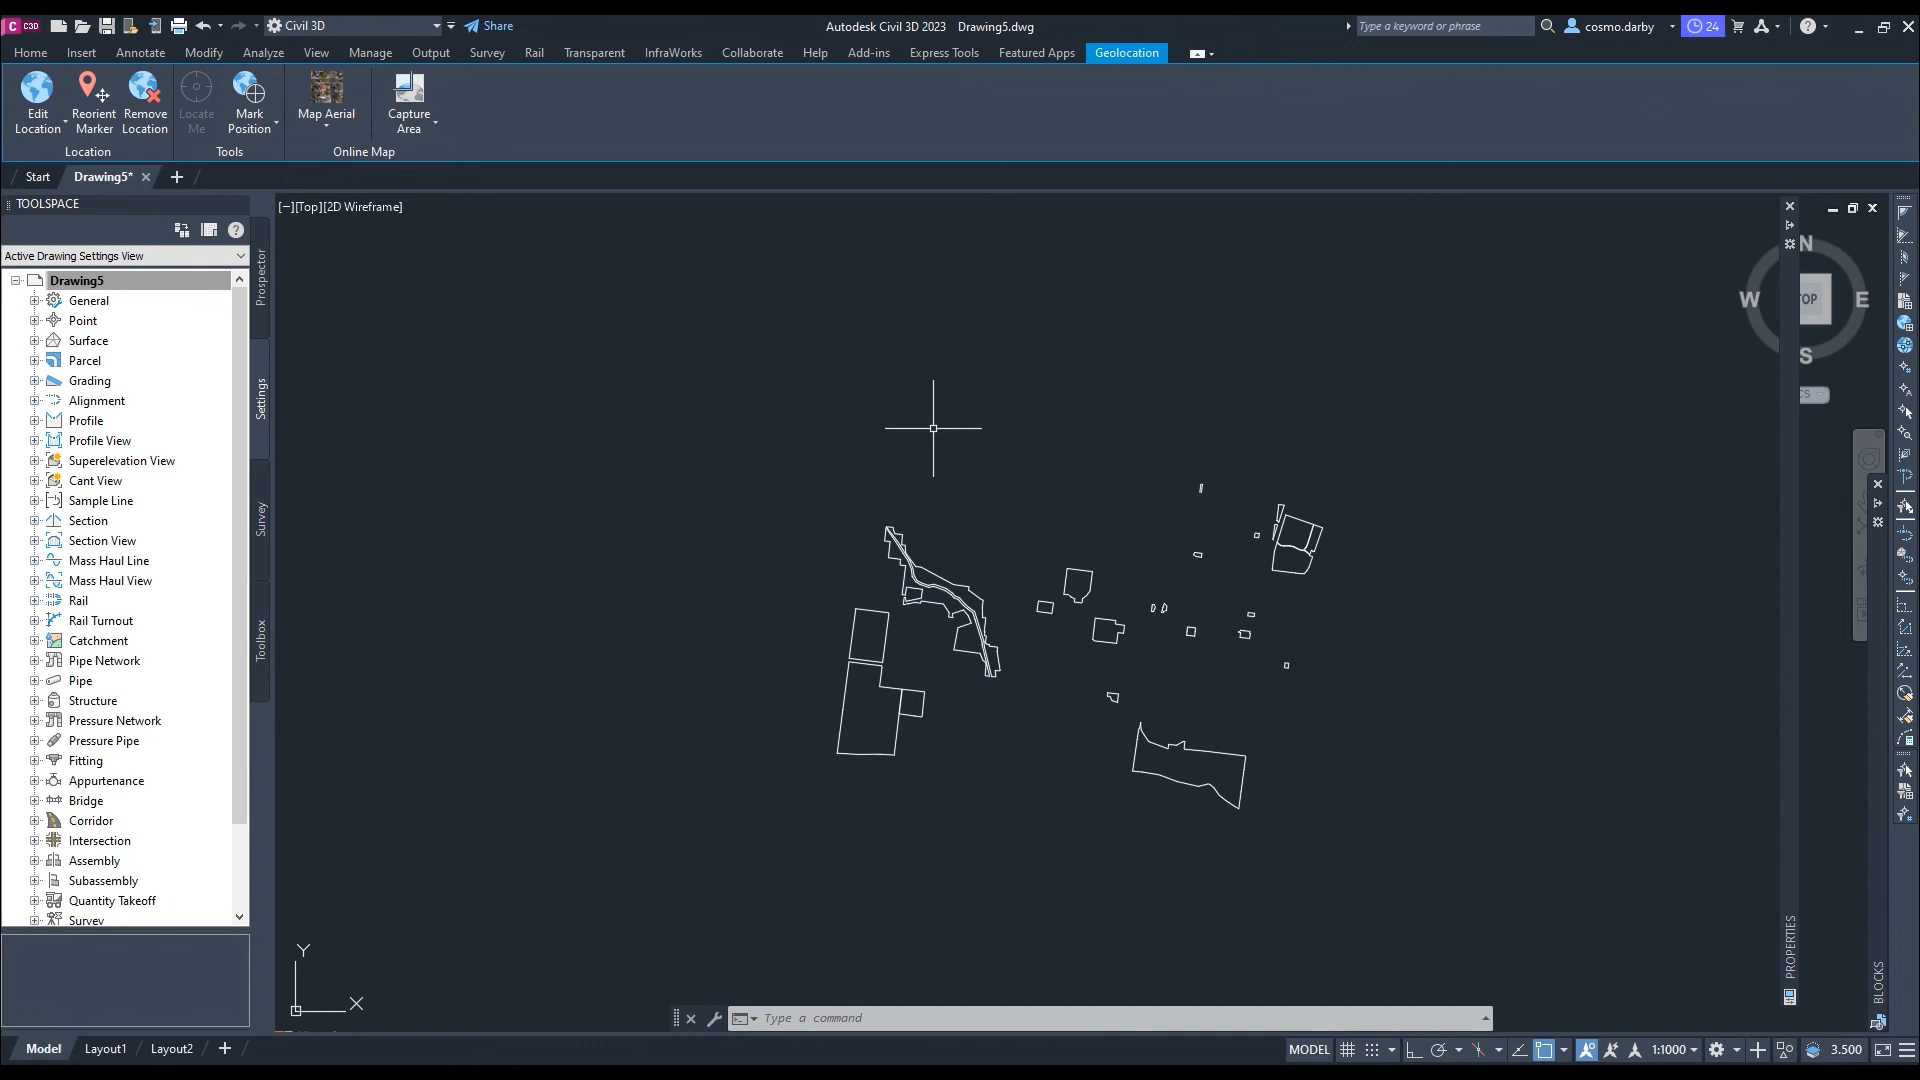 C C3D Civil 3D Share Autodesk Civil 3D 2023 Drawing5.dwg Type a keyword or phrase cosmo.darby 24
Home Insert Annotate Modify Analyze View Manage Output Survey Rail Transparent InfraWorks Collaborate Help Add-ins Express Tools Featured Apps Geolocation
Edit Location Reorient Marker Remove Location Locate Me Mark Position Map Aerial Capture Area
Location Tools Online Map
Start Drawing5* +
TOOLSPACE
[−][Top][2D Wireframe]
Active Drawing Settings View
Drawing5
General
Point
Surface
Parcel
Grading
Alignment
Profile
Profile View
Superelevation View
Cant View
Sample Line
Section
Section View
Mass Haul Line
Mass Haul View
Rail
Rail Turnout
Catchment
Pipe Network
Pipe
Structure
Pressure Network
Pressure Pipe
Fitting
Appurtenance
Bridge
Corridor
Intersection
Assembly
Subassembly
Quantity Takeoff
Survey
Prospector
Settings
Survey
Toolbox
N
W TOP E
S
CS
PROPERTIES
BLOCKS
Y
X
Type a command
Model Layout1 Layout2 + MODEL 1:1000 3.500